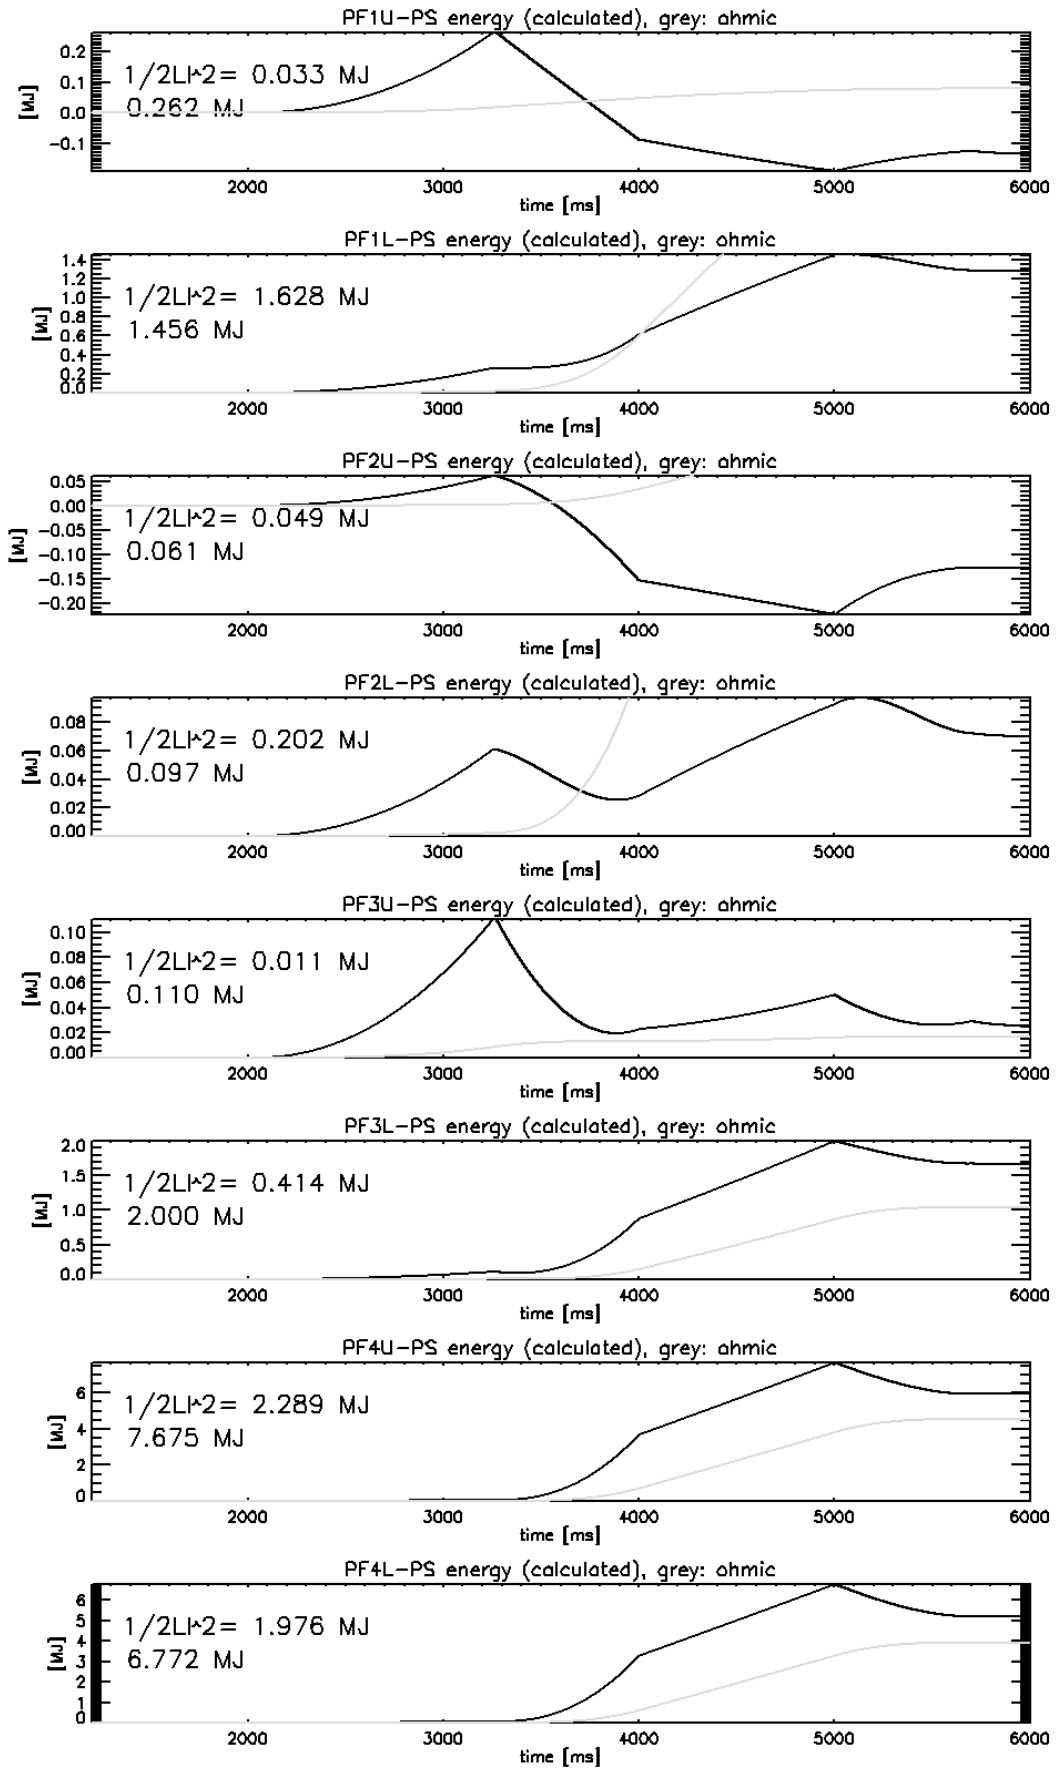 PF1U-PS energy (calculated), grey: ohmic
0.2
1/2LI^2= 0.033 MJ
0.1
0.262 MJ
0.0
-0.1
[MJ]
2000 3000 4000 5000 6000
time [ms]
PF1L-PS energy (calculated), grey: ohmic
1.4
1.2
1/2LI^2= 1.628 MJ
1.0
0.8
1.456 MJ
0.6
0.4
0.2
0.0
[MJ]
2000 3000 4000 5000 6000
time [ms]
PF2U-PS energy (calculated), grey: ohmic
0.05
0.00
1/2LI^2= 0.049 MJ
-0.05
0.061 MJ
-0.10
-0.15
-0.20
[MJ]
2000 3000 4000 5000 6000
time [ms]
PF2L-PS energy (calculated), grey: ohmic
0.08
1/2LI^2= 0.202 MJ
0.06
0.097 MJ
0.04
0.02
0.00
[MJ]
2000 3000 4000 5000 6000
time [ms]
PF3U-PS energy (calculated), grey: ohmic
0.10
0.08
1/2LI^2= 0.011 MJ
0.06
0.110 MJ
0.04
0.02
0.00
[MJ]
2000 3000 4000 5000 6000
time [ms]
PF3L-PS energy (calculated), grey: ohmic
2.0
1.5
1/2LI^2= 0.414 MJ
1.0
2.000 MJ
0.5
0.0
[MJ]
2000 3000 4000 5000 6000
time [ms]
PF4U-PS energy (calculated), grey: ohmic
6
1/2LI^2= 2.289 MJ
4
7.675 MJ
2
0
[MJ]
2000 3000 4000 5000 6000
time [ms]
PF4L-PS energy (calculated), grey: ohmic
6
5
1/2LI^2= 1.976 MJ
4
3
6.772 MJ
2
1
0
[MJ]
2000 3000 4000 5000 6000
time [ms]